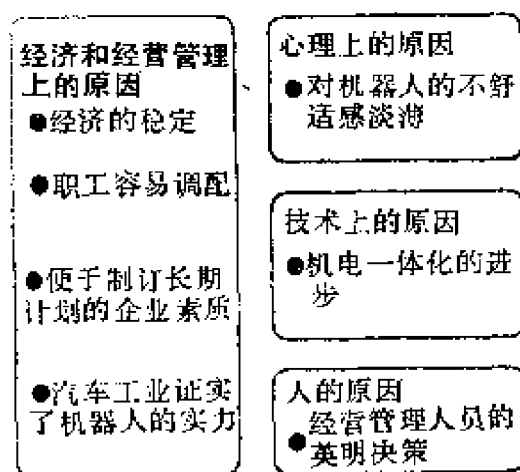 经济和经营管理
上的原因
●经济的稳定
●职工容易调配
●便于制订长期
计划的企业素质
●汽车工业证实
了机器人的实力
心理上的原因
●对机器人的不舒
适感淡薄
技术上的原因
●机电一体化的进
步
人的原因
经营管理人员的
●英明决策